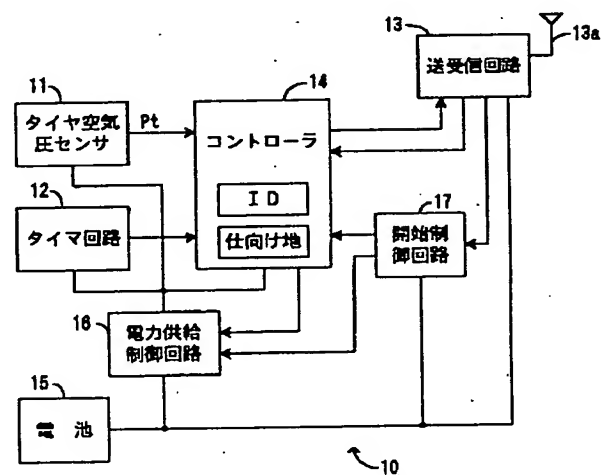 13
13a
送受信回路
11
タイヤ空気
圧センサ
Pt
14
コントローラ
ID
仕向け地
12
タイマ回路
17
開始制
御回路
16
電力供給
制御回路
15
電 池
10